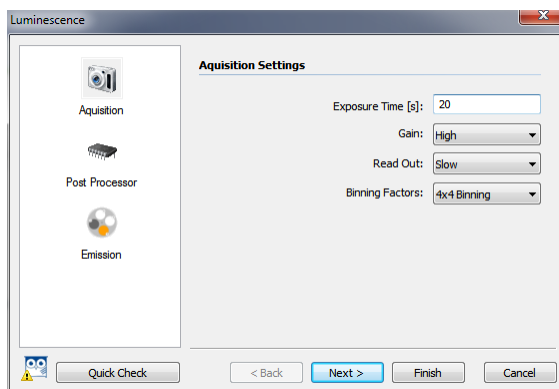 Luminescence
Aquisition
Post Processor
Emission
Aquisition Settings
Exposure Time [s]: 20
Gain: High
Read Out: Slow
Binning Factors: 4x4 Binning
Quick Check
< Back
Next >
Finish
Cancel